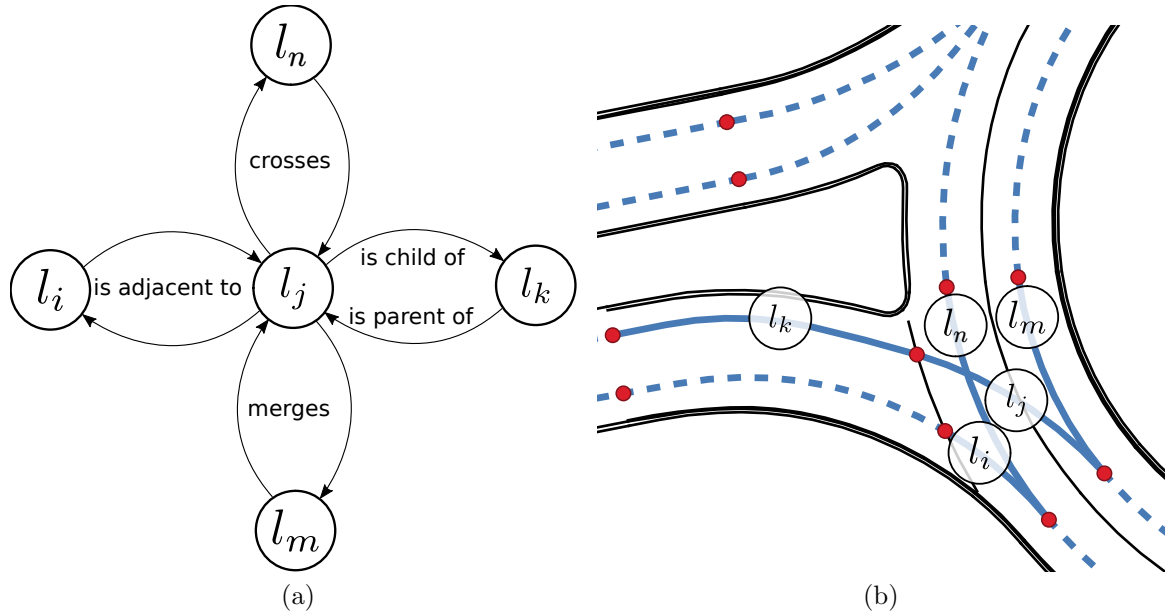 l_n
crosses
is child of
l_i
is adjacent to
l_j
l_k
is parent of
merges
l_m
(a)
l_k
l_n
l_m
l_j
l_i
(b)